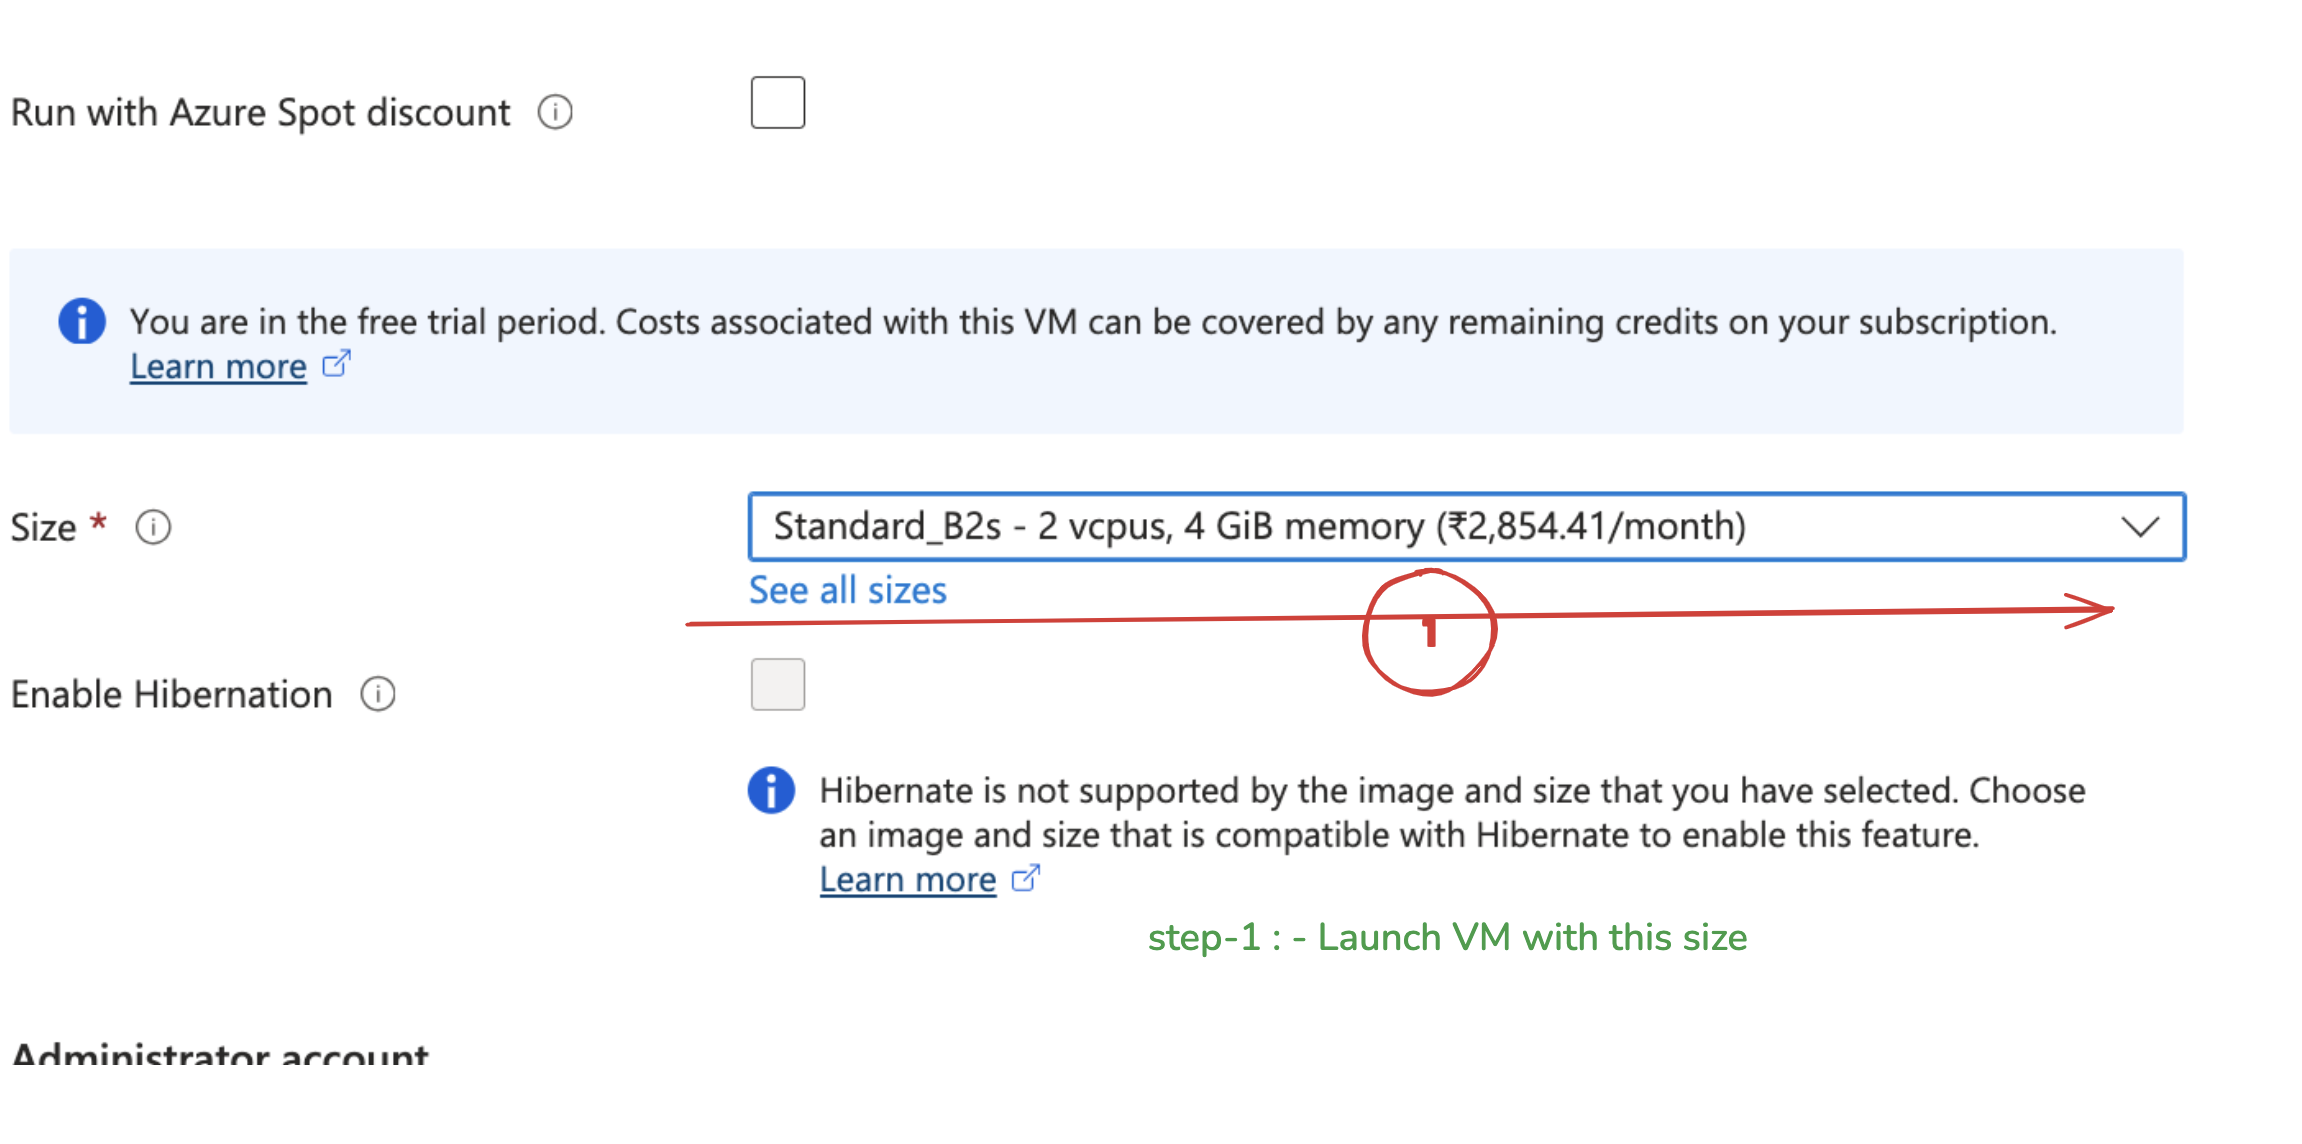 Run with Azure Spot discount
You are in the free trial period. Costs associated with this VM can be covered by any remaining credits on your subscription.
Learn more
Size *
Standard_B2s - 2 vcpus, 4 GiB memory (₹2,854.41/month)
See all sizes
1
Enable Hibernation
Hibernate is not supported by the image and size that you have selected. Choose
an image and size that is compatible with Hibernate to enable this feature.
Learn more
step-1 : - Launch VM with this size
Administrator account